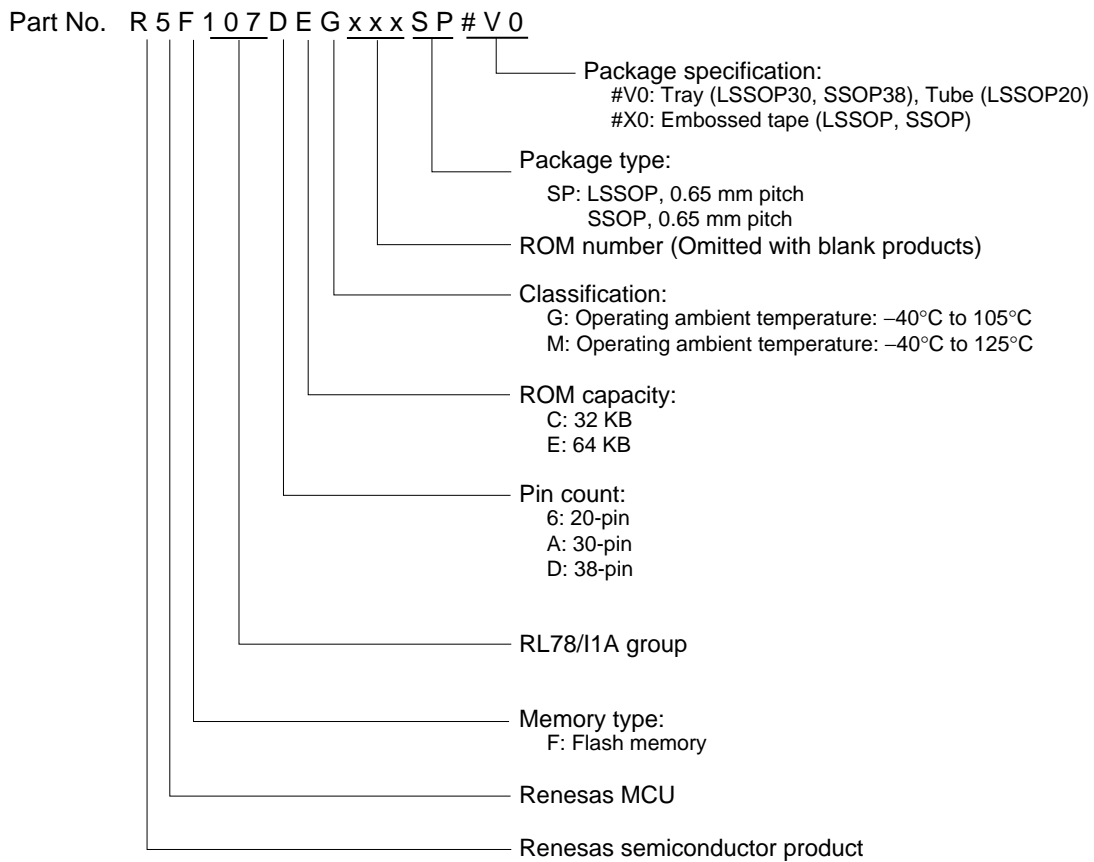 Part No. R 5 F 1 0 7 D E G x x x S P # V 0
Package specification:
#V0: Tray (LSSOP30, SSOP38), Tube (LSSOP20)
#X0: Embossed tape (LSSOP, SSOP)
Package type:
SP: LSSOP, 0.65 mm pitch
SSOP, 0.65 mm pitch
ROM number (Omitted with blank products)
Classification:
G: Operating ambient temperature: −40°C to 105°C
M: Operating ambient temperature: −40°C to 125°C
ROM capacity:
C: 32 KB
E: 64 KB
Pin count:
6: 20-pin
A: 30-pin
D: 38-pin
RL78/I1A group
Memory type:
F: Flash memory
Renesas MCU
Renesas semiconductor product